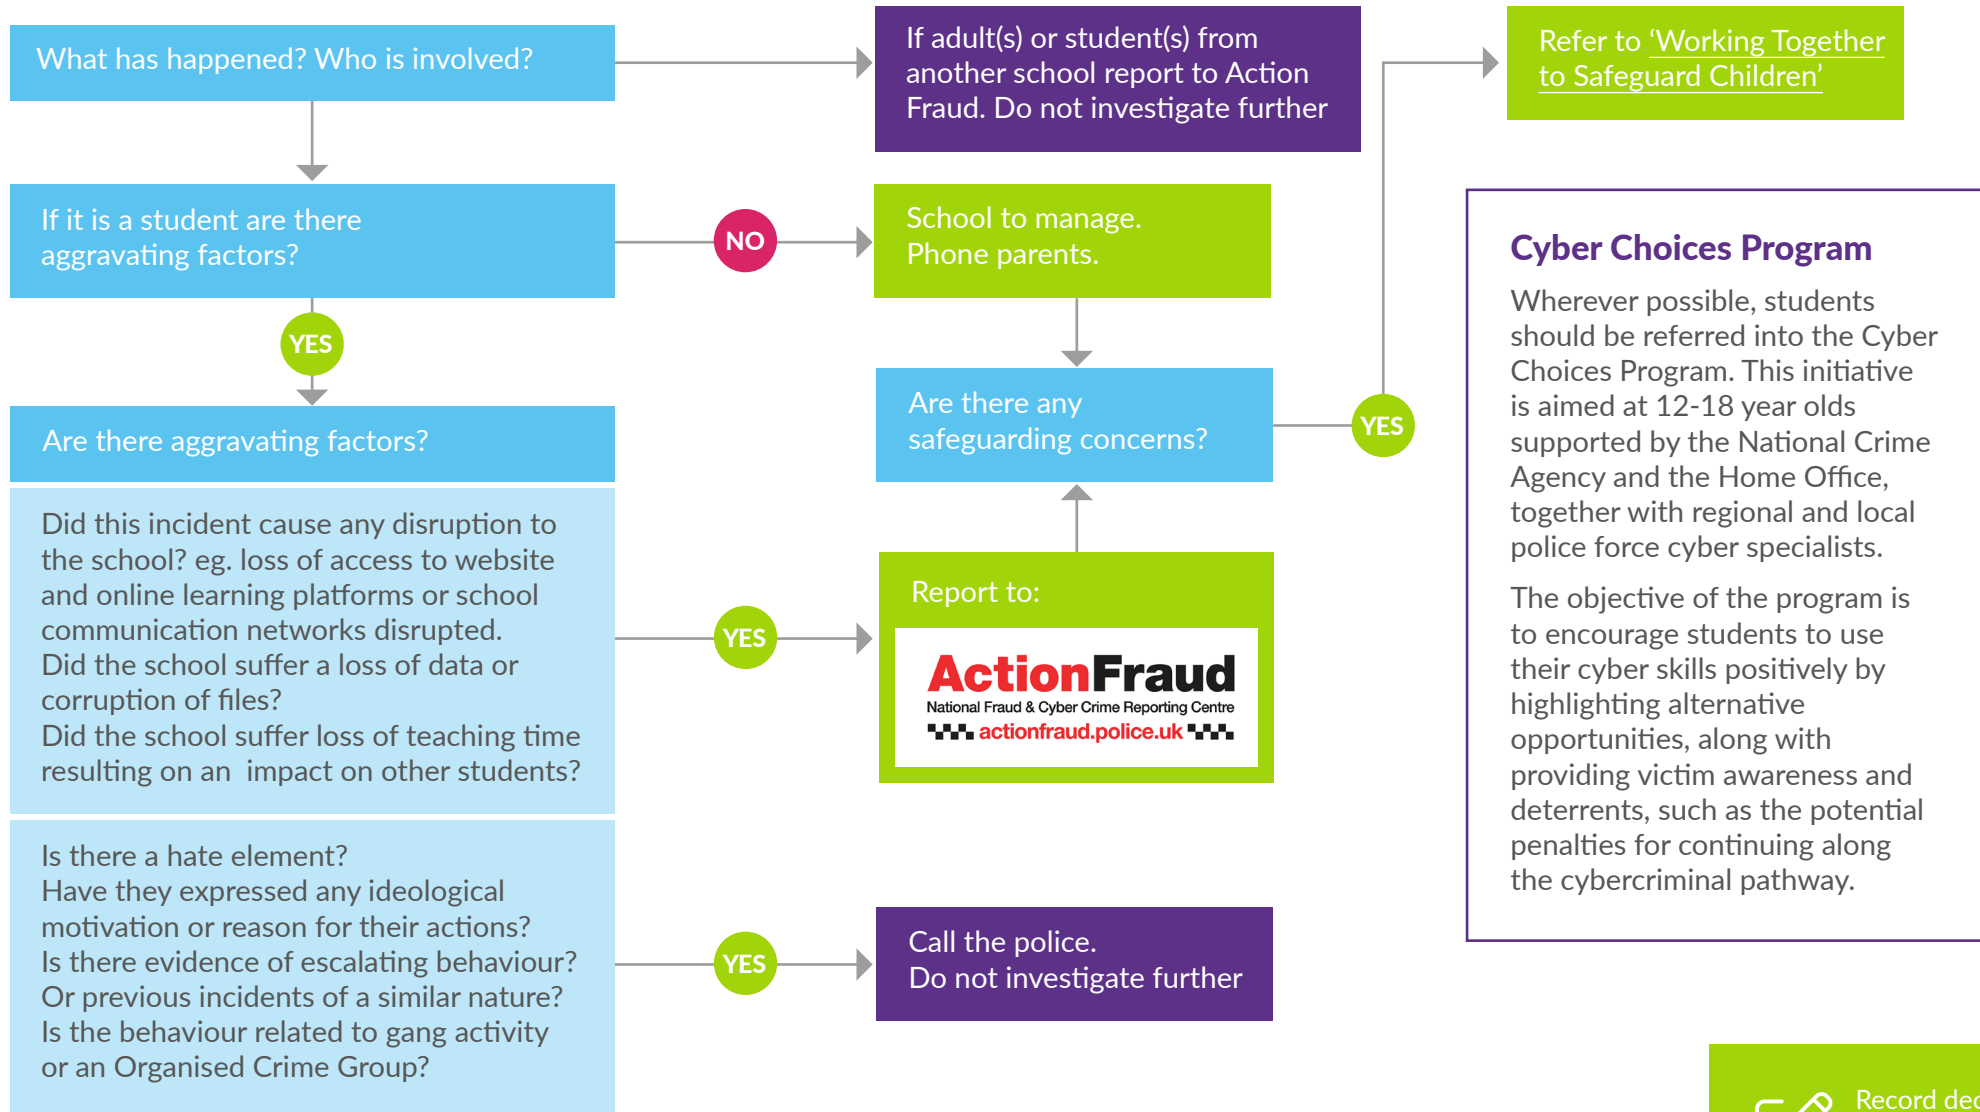 What has happened? Who is involved?
If adult(s) or student(s) from
another school report to Action
Fraud. Do not investigate further
Refer to ‘Working Together
to Safeguard Children’
If it is a student are there
aggravating factors?
NO
School to manage.
Phone parents.
YES
Are there any
safeguarding concerns?
YES
Are there aggravating factors?
Did this incident cause any disruption to
the school? eg. loss of access to website
and online learning platforms or school
communication networks disrupted.
Did the school suffer a loss of data or
corruption of files?
Did the school suffer loss of teaching time
resulting on an impact on other students?
YES
Report to:
ActionFraud
National Fraud & Cyber Crime Reporting Centre
actionfraud.police.uk
Is there a hate element?
Have they expressed any ideological
motivation or reason for their actions?
Is there evidence of escalating behaviour?
Or previous incidents of a similar nature?
Is the behaviour related to gang activity
or an Organised Crime Group?
YES
Call the police.
Do not investigate further
Cyber Choices Program
Wherever possible, students
should be referred into the Cyber
Choices Program. This initiative
is aimed at 12-18 year olds
supported by the National Crime
Agency and the Home Office,
together with regional and local
police force cyber specialists.
The objective of the program is
to encourage students to use
their cyber skills positively by
highlighting alternative
opportunities, along with
providing victim awareness and
deterrents, such as the potential
penalties for continuing along
the cybercriminal pathway.
Record